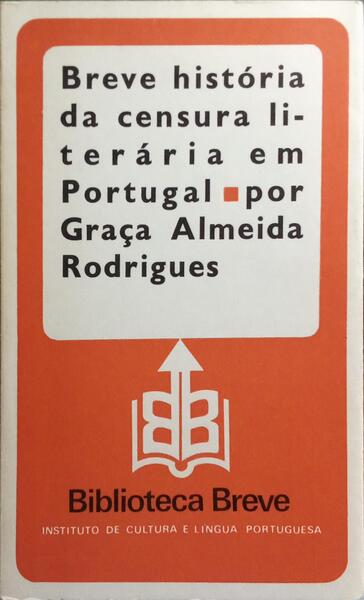 Breve história
da censura li-
terária em
Portugal ▪ por
Graça Almeida
Rodrigues
BB
Biblioteca Breve
INSTITUTO DE CULTURA E LÍNGUA PORTUGUESA